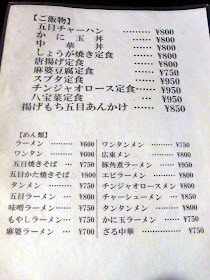 【ご飯物】
五目チャーハン ………… ¥800
かに玉丼 ………… ¥800
中華丼 ………… ¥800
しょうが焼き定食 ……… ¥800
唐揚げ定食 ………… ¥800
麻婆豆腐定食 ………… ¥750
スブタ定食 ………… ¥950
チンジャオロース定食 …… ¥950
八宝菜定食 ………… ¥950
揚げもち五目あんかけ …… ¥850
【めん類】
ラーメン ……… ¥600
ワンタン ……… ¥600
五目焼きそば … ¥750
五目かた焼きそば ¥800
タンメン ……… ¥750
五目ラーメン … ¥800
味噌ラーメン … ¥750
もやしラーメン … ¥750
麻婆ラーメン … ¥700
ワンタンメン ……… ¥750
広東メン ……… ¥800
豚角煮ラーメン … ¥850
エビラーメン … ¥800
チンジャオロースメン ¥800
チャーシューメン … ¥850
タンタンメン …… ¥800
かに玉ラーメン … ¥750
ざる中華 ……… ¥700